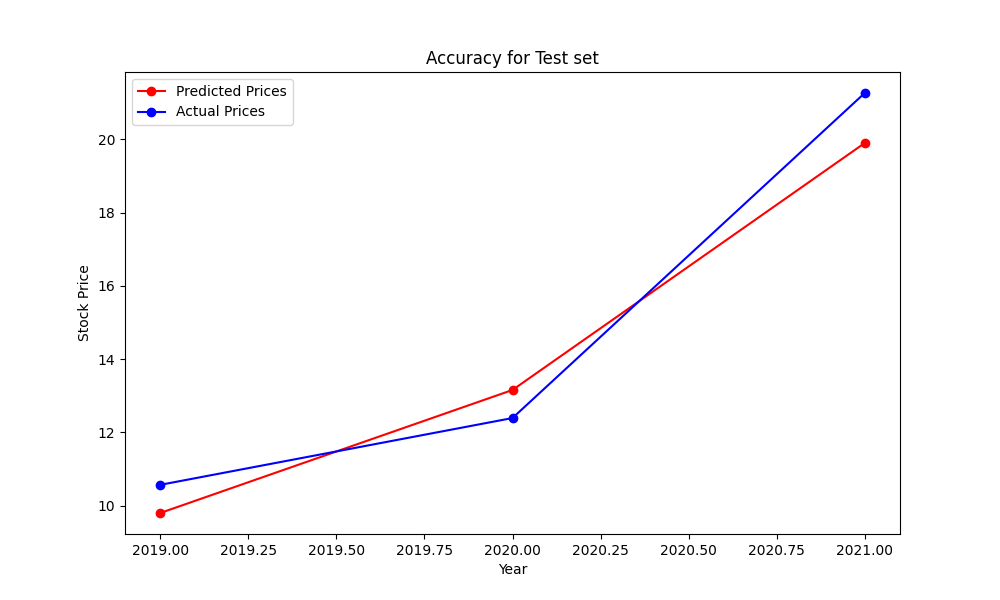 Accuracy for Test set
Predicted Prices
Actual Prices
20
18
16
14
12
10
Stock Price
2019.00 2019.25 2019.50 2019.75 2020.00 2020.25 2020.50 2020.75 2021.00
Year